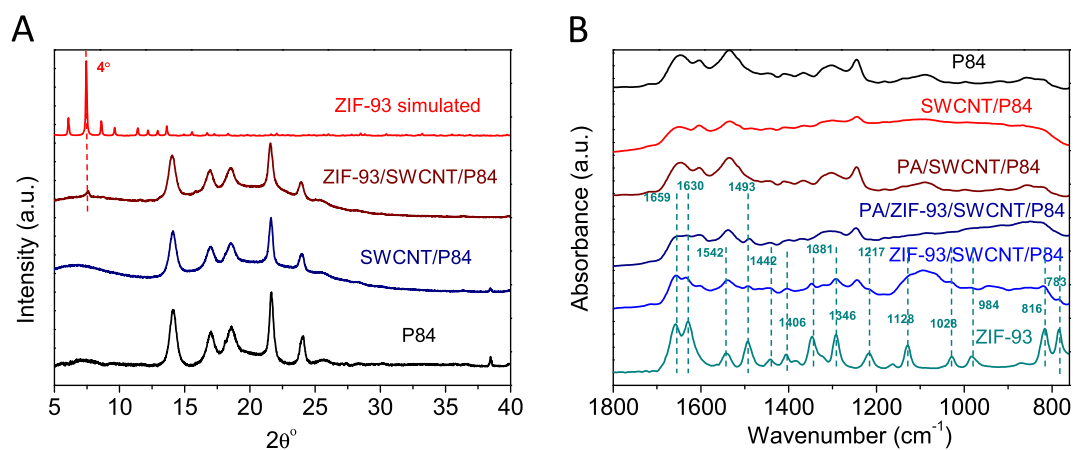 A
4°
ZIF-93 simulated
ZIF-93/SWCNT/P84
SWCNT/P84
P84
Intensity (a.u.)
5 10 15 20 25 30 35 40
2θ°
B
P84
SWCNT/P84
PA/SWCNT/P84
1659 1630 1493
PA/ZIF-93/SWCNT/P84
1542 1442 1381 1217 ZIF-93/SWCNT/P84
783
984
816
1406 1346 1128 1028
ZIF-93
Absorbance (a.u.)
1800 1600 1400 1200 1000 800
Wavenumber (cm⁻¹)